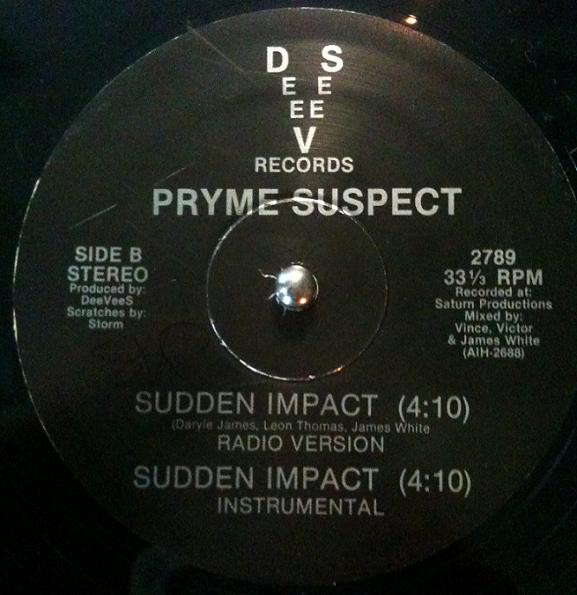 D S
E E
E E
V
RECORDS
PRYME SUSPECT
SIDE B
STEREO
Produced by:
DeeVeeS
Scratches by:
Storm
2789
33⅓ RPM
Recorded at:
Saturn Productions
Mixed by:
Vince, Victor
& James White
(AIH-2688)
SUDDEN IMPACT (4:10)
(Daryle James, Leon Thomas, James White
RADIO VERSION
SUDDEN IMPACT (4:10)
INSTRUMENTAL